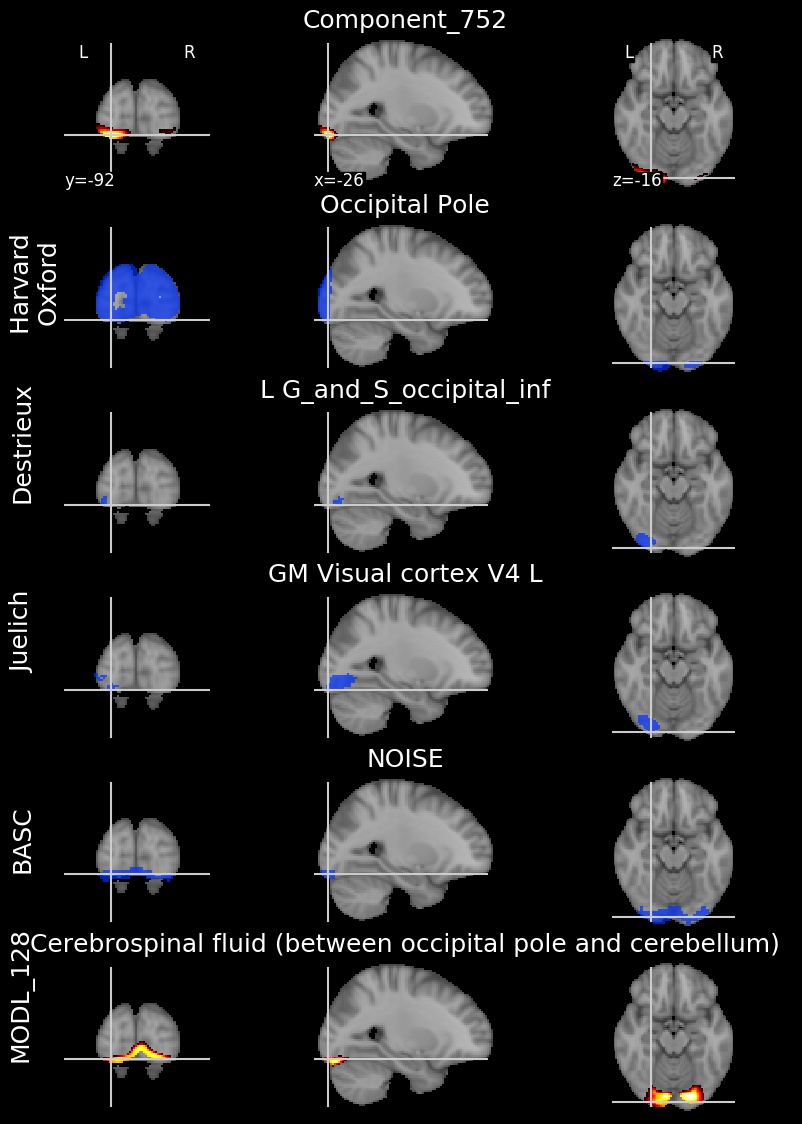 Component_752
L R L R
y=-92 x=-26 z=-16
Occipital Pole
Harvard
Oxford
L G_and_S_occipital_inf
Destrieux
GM Visual cortex V4 L
Juelich
NOISE
BASC
Cerebrospinal fluid (between occipital pole and cerebellum)
MODL_128